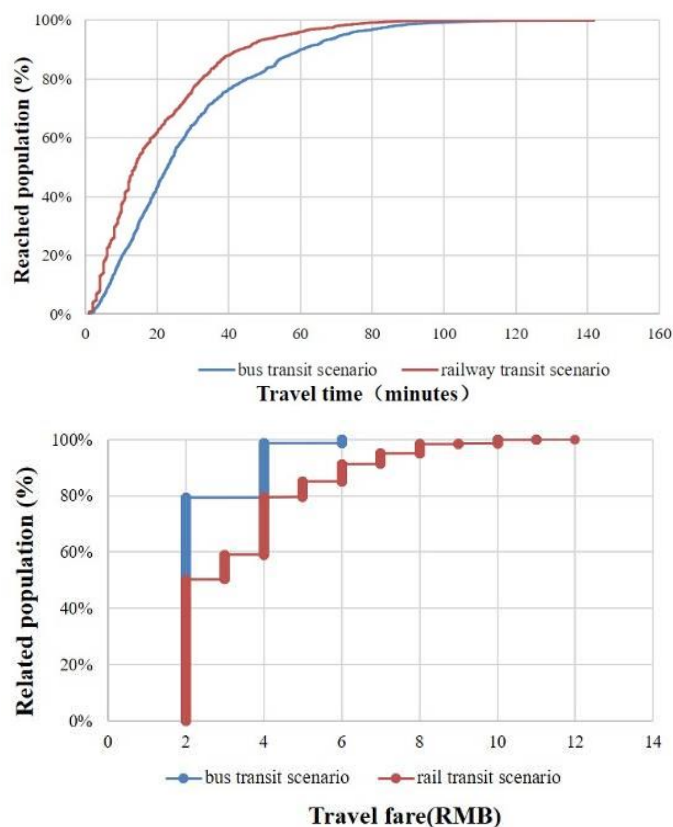 Reached population (%)
100%
80%
60%
40%
20%
0%
0 20 40 60 80 100 120 140 160
bus transit scenario railway transit scenario
Travel time（minutes）
Related population (%)
100%
80%
60%
40%
20%
0%
0 2 4 6 8 10 12 14
bus transit scenario rail transit scenario
Travel fare(RMB)